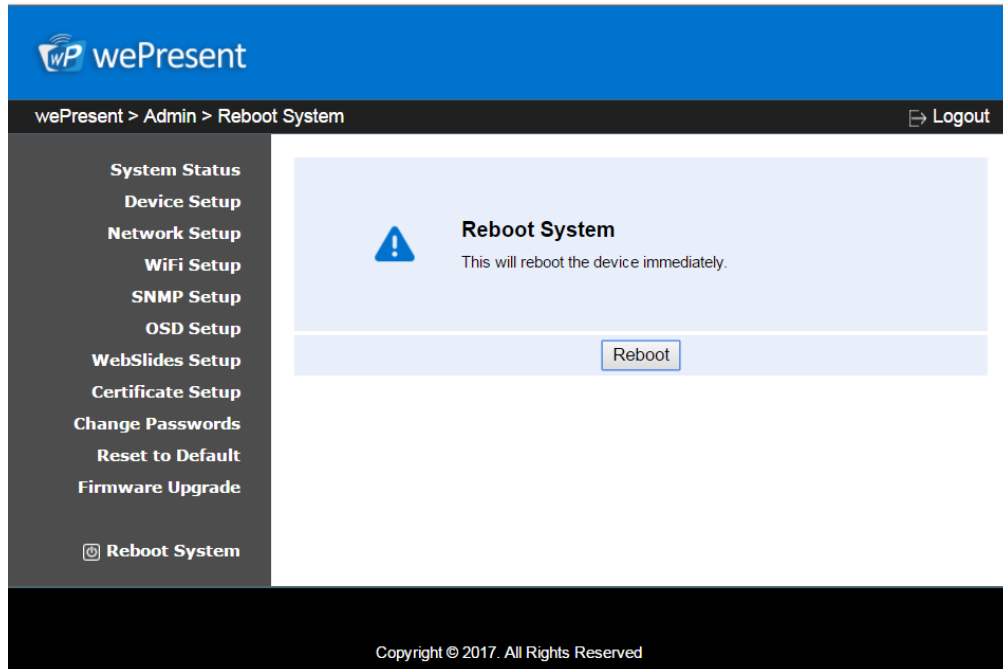 wP wePresent
wePresent > Admin > Reboot System
Logout
System Status
Device Setup
Network Setup
WiFi Setup
SNMP Setup
OSD Setup
WebSlides Setup
Certificate Setup
Change Passwords
Reset to Default
Firmware Upgrade
Reboot System
Reboot System
This will reboot the device immediately.
Reboot
Copyright © 2017. All Rights Reserved